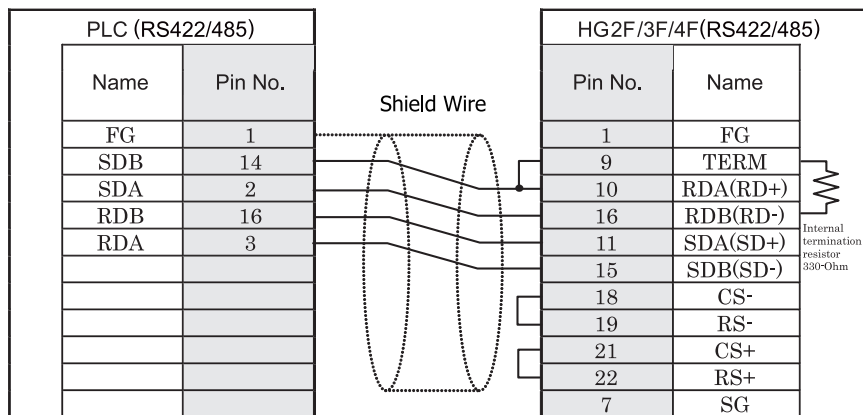 PLC (RS422/485) HG2F/3F/4F(RS422/485)
Name Pin No. Pin No. Name
Shield Wire
FG 1 1 FG
SDB 14 9 TERM
SDA 2 10 RDA(RD+)
RDB 16 16 RDB(RD-)
RDA 3 11 SDA(SD+)
15 SDB(SD-)
18 CS-
19 RS-
21 CS+
22 RS+
7 SG
Internal
termination
resistor
330-Ohm